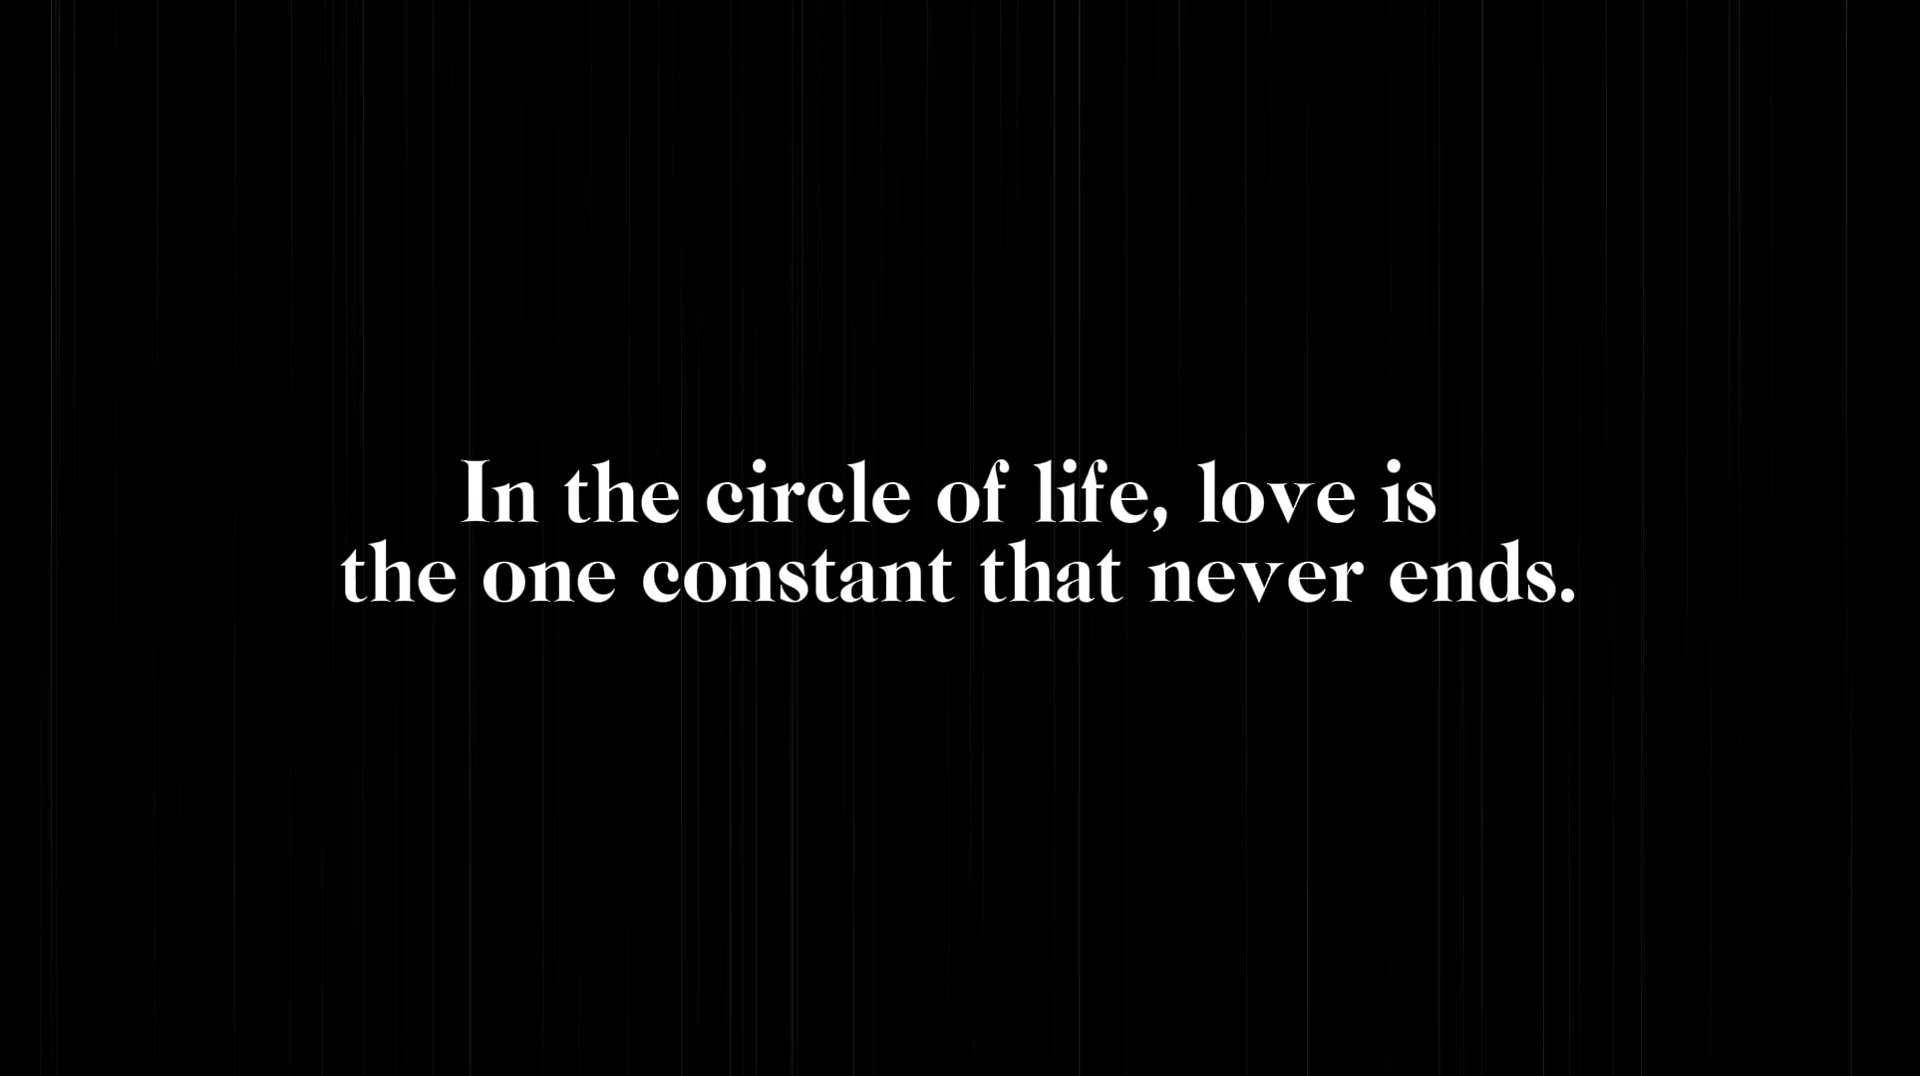 In the circle of life, love is
the one constant that never ends.